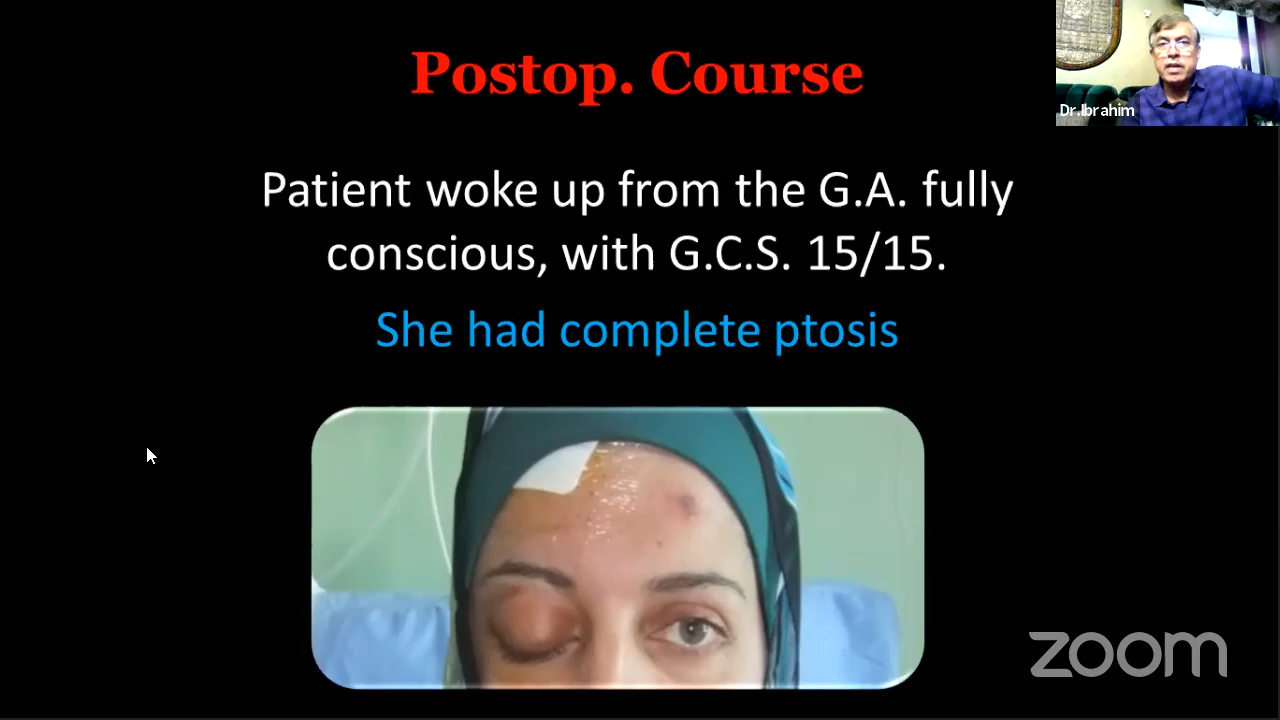 Postop. Course
Dr.Ibrahim
Patient woke up from the G.A. fully
conscious, with G.C.S. 15/15.
She had complete ptosis
zoom